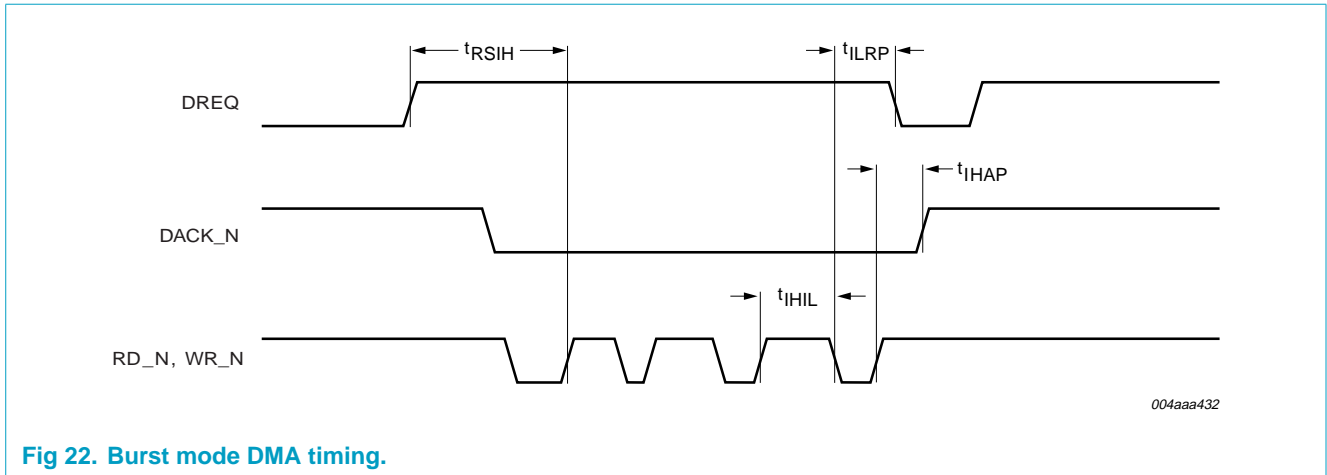 tRSIH
tILRP
DREQ
tIHAP
DACK_N
tIHIL
RD_N, WR_N
004aaa432
Fig 22. Burst mode DMA timing.